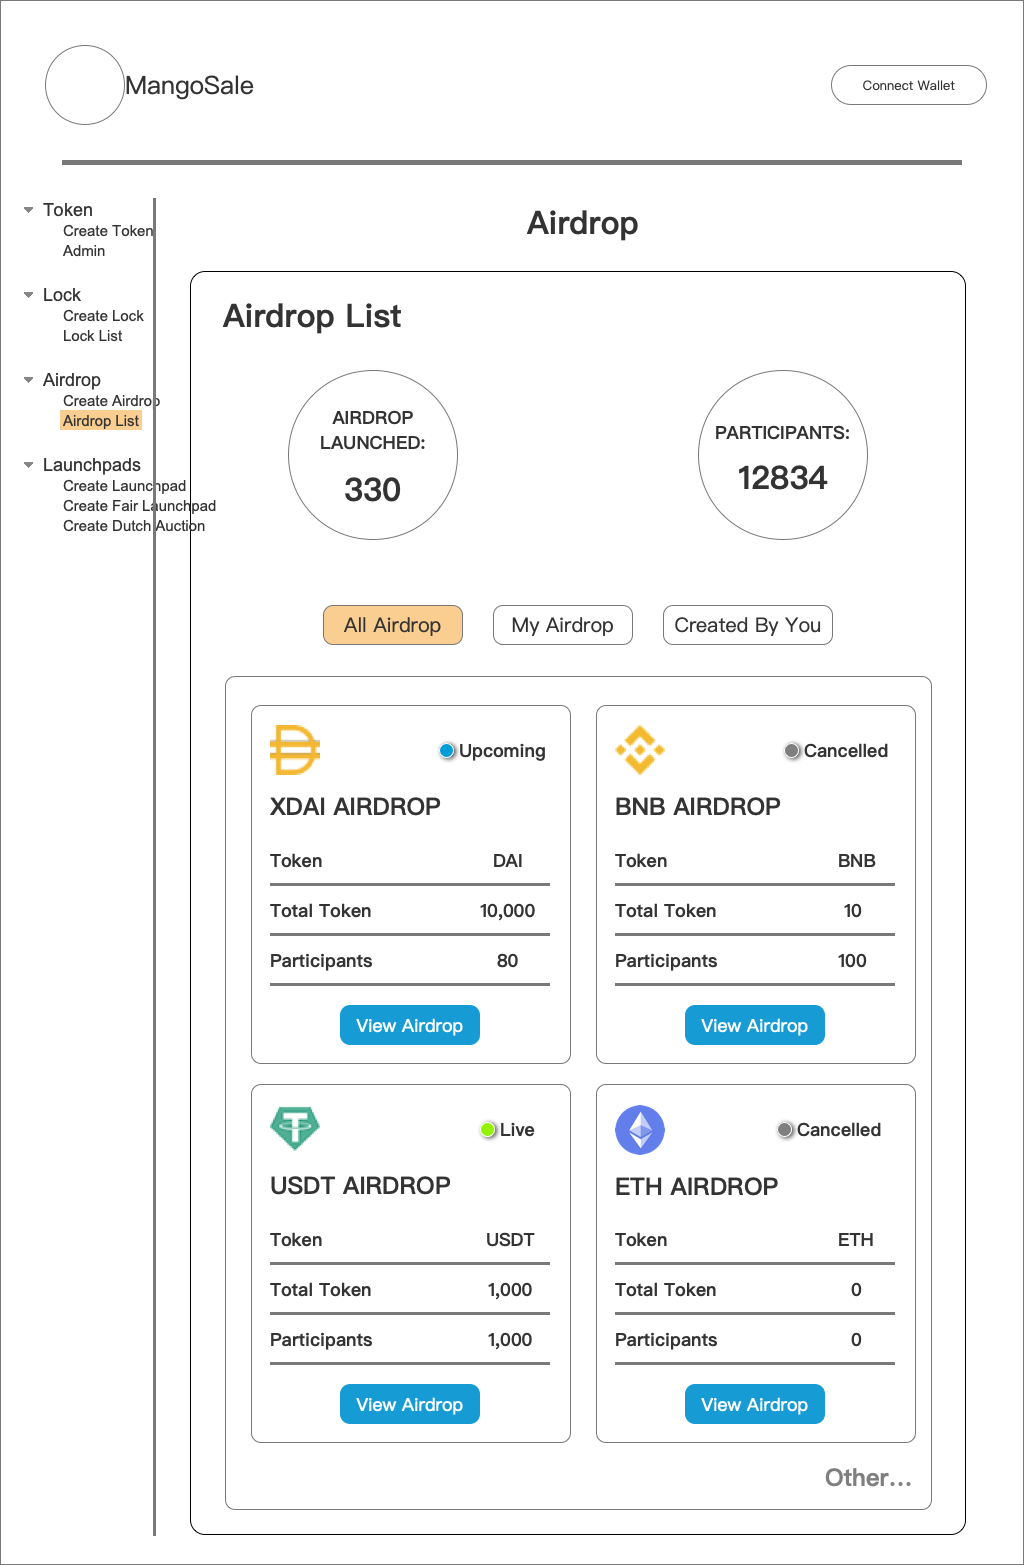 MangoSale
Connect Wallet
Token
Create Token
Admin
Lock
Create Lock
Lock List
Airdrop
Create Airdrop
Airdrop List
Launchpads
Create Launchpad
Create Fair Launchpad
Create Dutch Auction
Airdrop
Airdrop List
AIRDROP
LAUNCHED:
330
PARTICIPANTS:
12834
All Airdrop
My Airdrop
Created By You
Upcoming
XDAI AIRDROP
Token DAI
Total Token 10,000
Participants 80
View Airdrop
Cancelled
BNB AIRDROP
Token BNB
Total Token 10
Participants 100
View Airdrop
Live
USDT AIRDROP
Token USDT
Total Token 1,000
Participants 1,000
View Airdrop
Cancelled
ETH AIRDROP
Token ETH
Total Token 0
Participants 0
View Airdrop
Other...